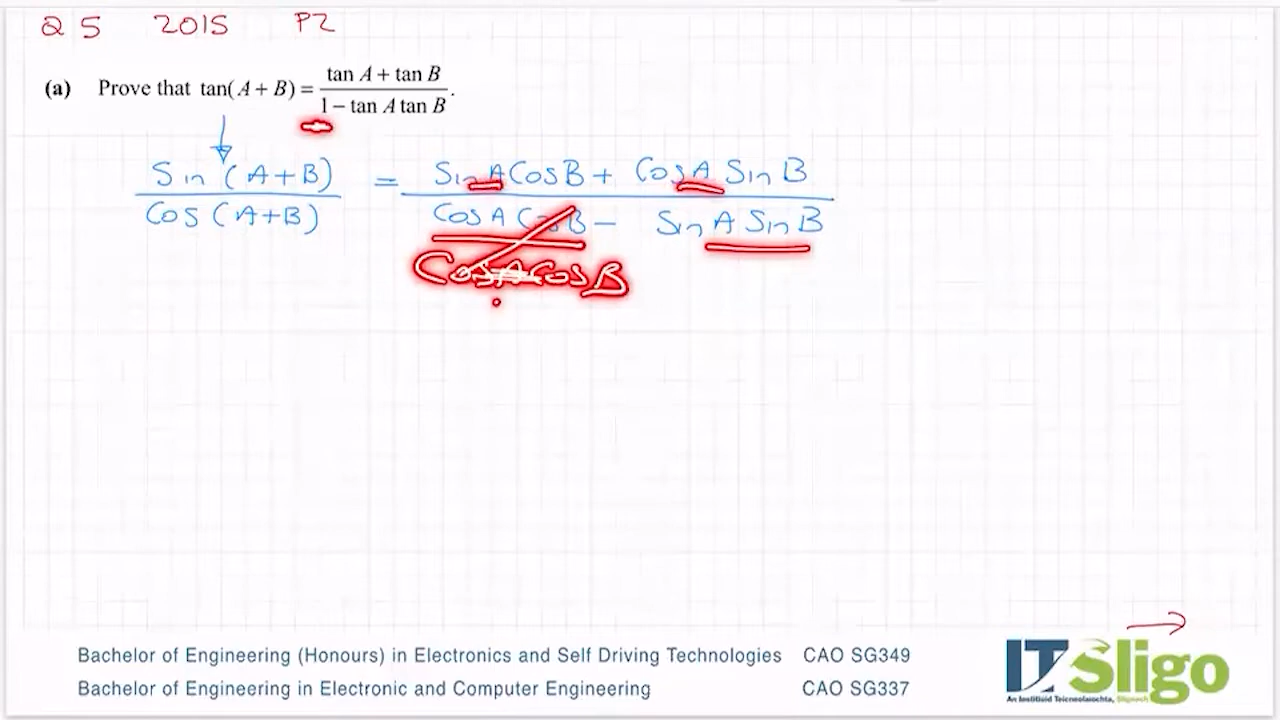 Q5 2015 P2
(a) Prove that tan(A + B) = (tan A + tan B) / (1 − tan A tan B).
Sin (A+B) / Cos (A+B) = (Sin A Cos B + Cos A Sin B) / (Cos A Cos B − Sin A Sin B)
Cos A Cos B
Bachelor of Engineering (Honours) in Electronics and Self Driving Technologies CAO SG349
Bachelor of Engineering in Electronic and Computer Engineering CAO SG337
IT Sligo
An Institiúid Teicneolaíochta, Sligeach